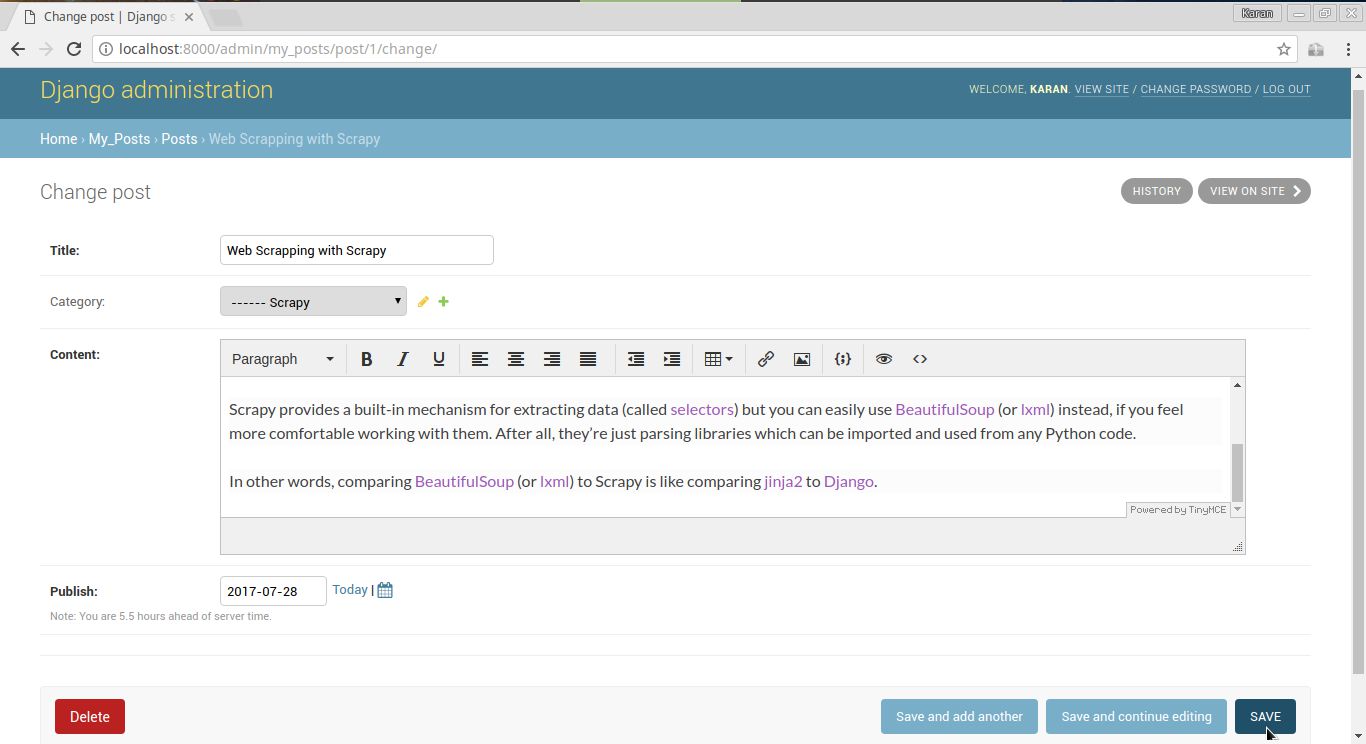 Change post | Django s
Karan
localhost:8000/admin/my_posts/post/1/change/
Django administration
WELCOME, KARAN. VIEW SITE / CHANGE PASSWORD / LOG OUT
Home › My_Posts › Posts › Web Scrapping with Scrapy
Change post
HISTORY
VIEW ON SITE
Title:
Web Scrapping with Scrapy
Category:
------ Scrapy
Content:
Paragraph
B I U
Scrapy provides a built-in mechanism for extracting data (called selectors) but you can easily use BeautifulSoup (or lxml) instead, if you feel
more comfortable working with them. After all, they’re just parsing libraries which can be imported and used from any Python code.
In other words, comparing BeautifulSoup (or lxml) to Scrapy is like comparing jinja2 to Django.
Powered by TinyMCE
Publish:
2017-07-28
Today |
Note: You are 5.5 hours ahead of server time.
Delete
Save and add another
Save and continue editing
SAVE